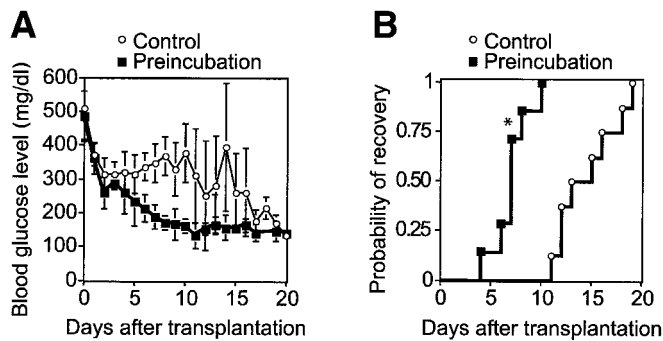 A
Control
Preincubation
Blood glucose level (mg/dl)
600
500
400
300
200
100
0
0
5
10
15
20
Days after transplantation
B
Control
Preincubation
Probability of recovery
1
0.75
0.50
0.25
0
*
0
5
10
15
20
Days after transplantation